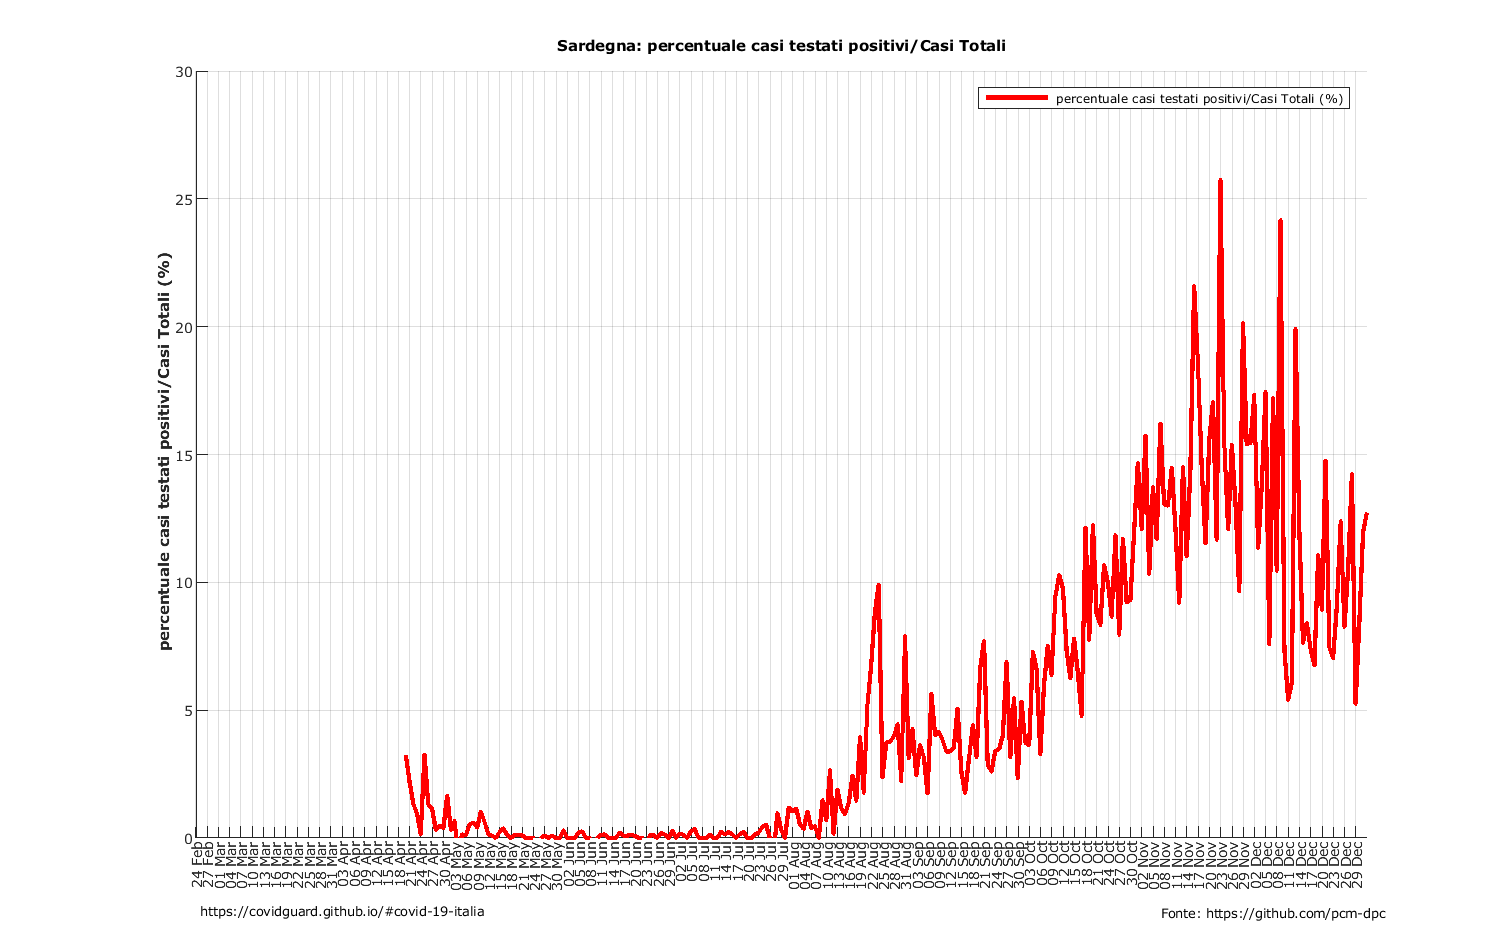 Sardegna: percentuale casi testati positivi/Casi Totali
percentuale casi testati positivi/Casi Totali (%)
percentuale casi testati positivi/Casi Totali (%)
30
25
20
15
10
5
0
24 Feb
27 Feb
01 Mar
04 Mar
07 Mar
10 Mar
13 Mar
16 Mar
19 Mar
22 Mar
25 Mar
28 Mar
31 Mar
03 Apr
06 Apr
09 Apr
12 Apr
15 Apr
18 Apr
21 Apr
24 Apr
27 Apr
30 Apr
03 May
06 May
09 May
12 May
15 May
18 May
21 May
24 May
27 May
30 May
02 Jun
05 Jun
08 Jun
11 Jun
14 Jun
17 Jun
20 Jun
23 Jun
26 Jun
29 Jun
02 Jul
05 Jul
08 Jul
11 Jul
14 Jul
17 Jul
20 Jul
23 Jul
26 Jul
29 Jul
01 Aug
04 Aug
07 Aug
10 Aug
13 Aug
16 Aug
19 Aug
22 Aug
25 Aug
28 Aug
31 Aug
03 Sep
06 Sep
09 Sep
12 Sep
15 Sep
18 Sep
21 Sep
24 Sep
27 Sep
30 Sep
03 Oct
06 Oct
09 Oct
12 Oct
15 Oct
18 Oct
21 Oct
24 Oct
27 Oct
30 Oct
02 Nov
05 Nov
08 Nov
11 Nov
14 Nov
17 Nov
20 Nov
23 Nov
26 Nov
29 Nov
02 Dec
05 Dec
08 Dec
11 Dec
14 Dec
17 Dec
20 Dec
23 Dec
26 Dec
29 Dec
https://covidguard.github.io/#covid-19-italia
Fonte: https://github.com/pcm-dpc